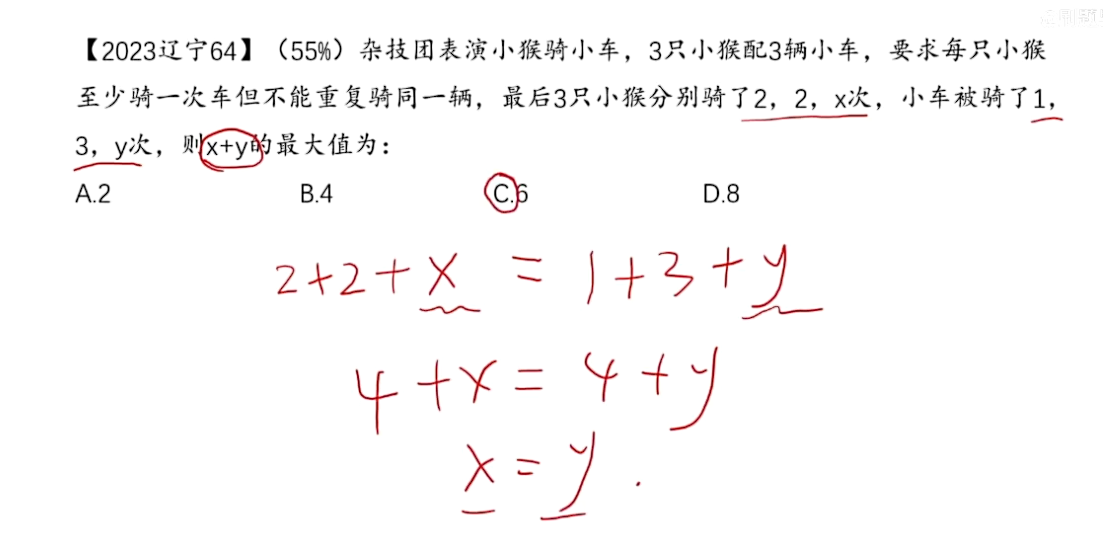 【2023辽宁64】（55%）杂技团表演小猴骑小车，3只小猴配3辆小车，要求每只小猴
至少骑一次车但不能重复骑同一辆，最后3只小猴分别骑了2，2，x次，小车被骑了1，
3，y次，则x+y的最大值为：
A.2 B.4 C.6 D.8
2+2+x = 1+3+y
4+x = 4+y
x = y .